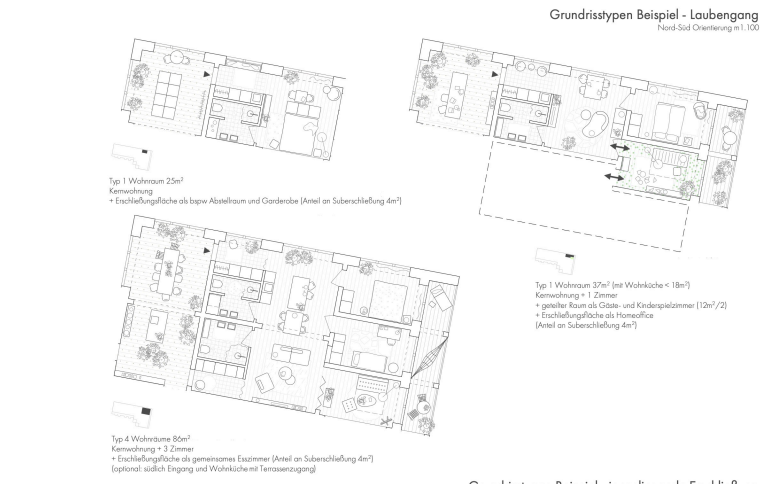 Grundrisstypen Beispiel - Laubengang
Nord-Süd Orientierung m1.100
Typ 1 Wohnraum 25m²
Kernwohnung
+ Erschließungsfläche als bspw Abstellraum und Garderobe (Anteil an Suberschließung 4m²)
Typ 1 Wohnraum 37m² (mit Wohnküche < 18m²)
Kernwohnung + 1 Zimmer
+ geteilter Raum als Gäste- und Kinderspielzimmer (12m²/2)
+ Erschließungsfläche als Homeoffice
(Anteil an Suberschließung 4m²)
Typ 4 Wohnräume 86m²
Kernwohnung + 3 Zimmer
+ Erschließungsfläche als gemeinsames Esszimmer (Anteil an Suberschließung 4m²)
(optional: südlich Eingang und Wohnküche mit Terrassenzugang)